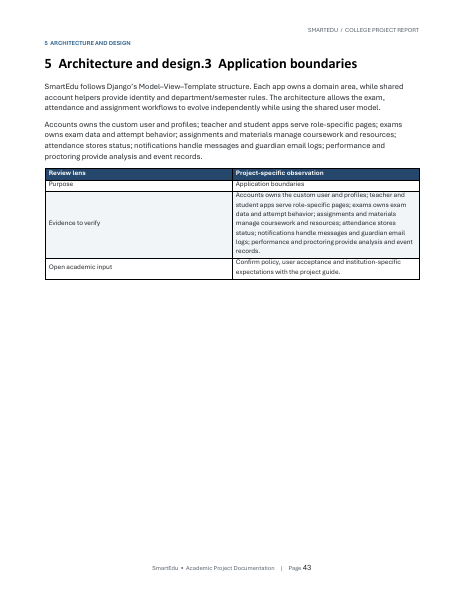 SMARTEDU / COLLEGE PROJECT REPORT
5 ARCHITECTURE AND DESIGN
5 Architecture and design.3 Application boundaries
SmartEdu follows Django's Model–View–Template structure. Each app owns a domain area, while shared
account helpers provide identity and department/semester rules. The architecture allows the exam,
attendance and assignment workflows to evolve independently while using the shared user model.
Accounts owns the custom user and profiles; teacher and student apps serve role-specific pages; exams
owns exam data and attempt behavior; assignments and materials manage coursework and resources;
attendance stores status; notifications handle messages and guardian email logs; performance and
proctoring provide analysis and event records.
Review lens Project-specific observation
Purpose Application boundaries
Evidence to verify
Accounts owns the custom user and profiles; teacher and
student apps serve role-specific pages; exams owns exam
data and attempt behavior; assignments and materials
manage coursework and resources; attendance stores
status; notifications handle messages and guardian email
logs; performance and proctoring provide analysis and event
records.
Open academic input
Confirm policy, user acceptance and institution-specific
expectations with the project guide.
SmartEdu • Academic Project Documentation | Page 43